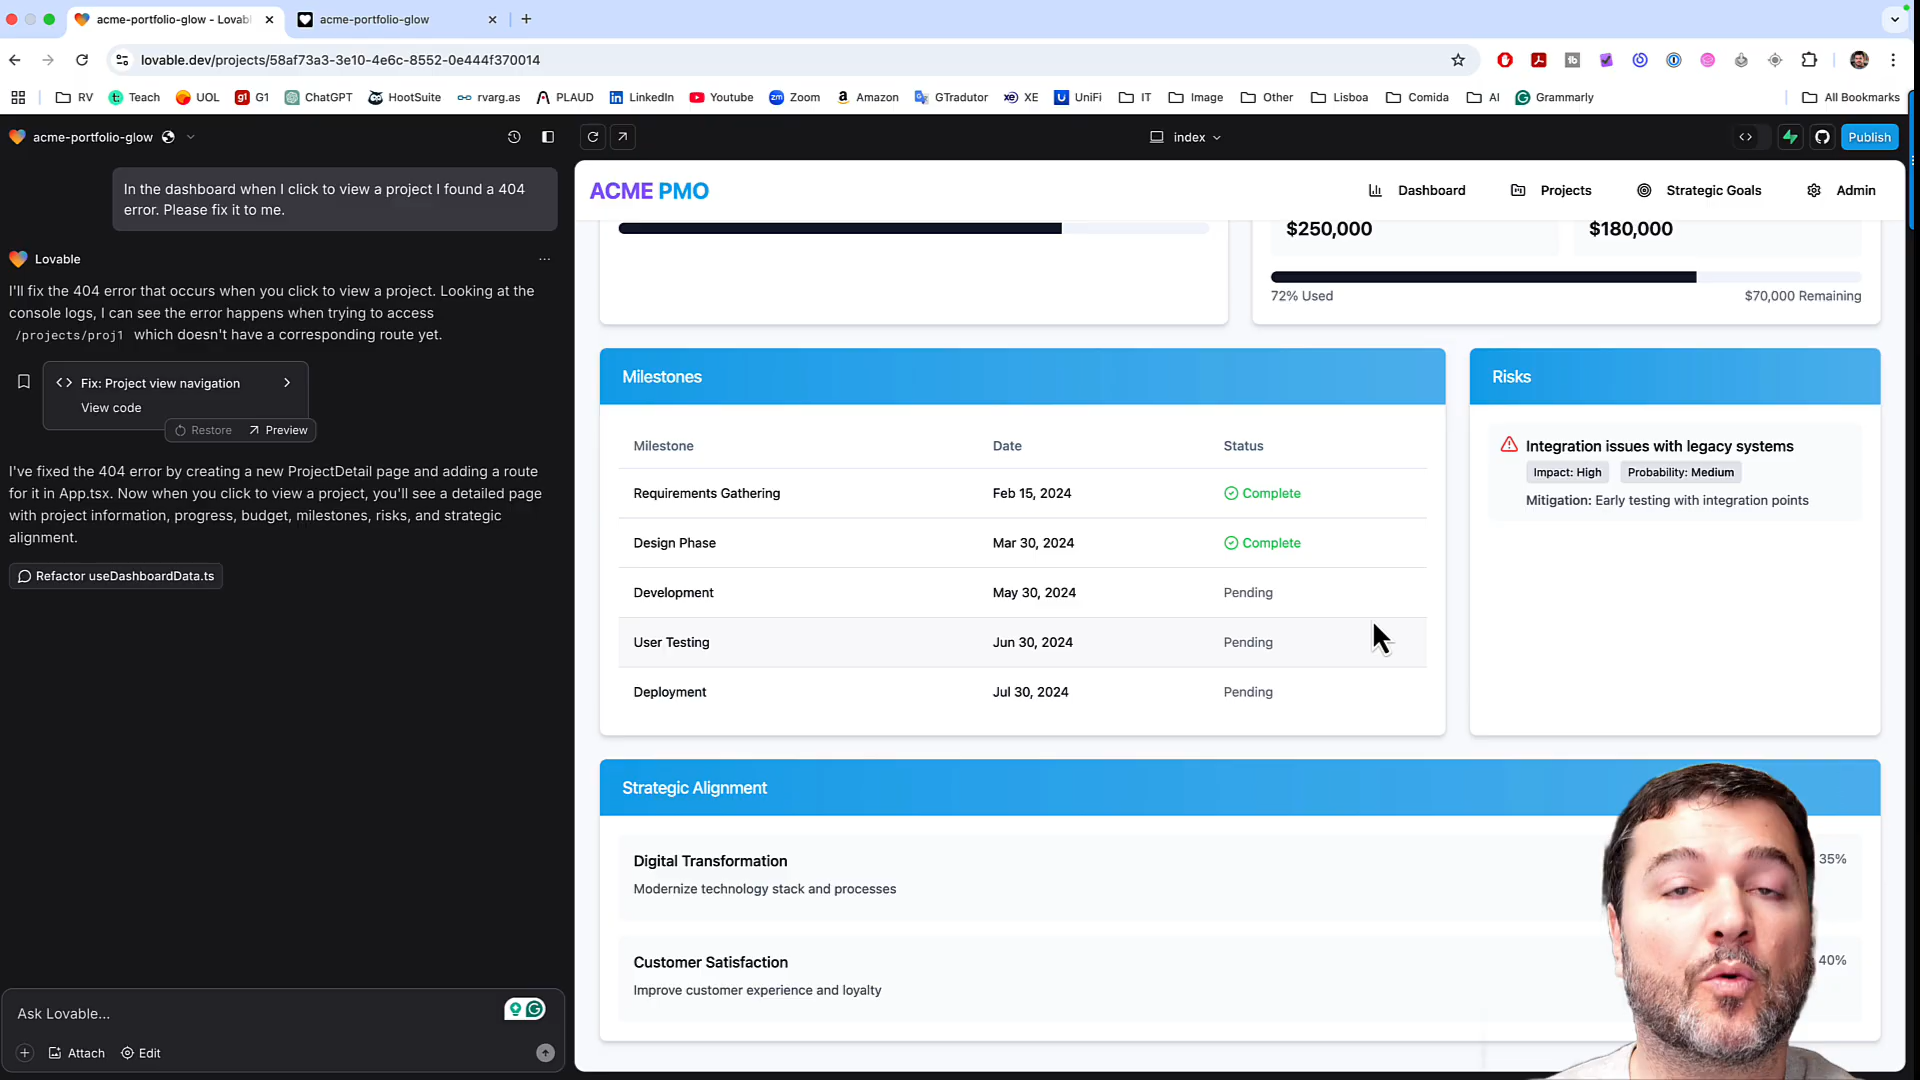 acme-portfolio-glow - Lovabl
acme-portfolio-glow
lovable.dev/projects/58af73a3-3e10-4e6c-8552-0e444f370014
RV
Teach
UOL
G1
ChatGPT
HootSuite
rvarg.as
PLAUD
LinkedIn
Youtube
Zoom
Amazon
GTradutor
XE
UniFi
IT
Image
Other
Lisboa
Comida
AI
Grammarly
All Bookmarks
acme-portfolio-glow
index
Publish
In the dashboard when I click to view a project I found a 404
error. Please fix it to me.
Lovable
I'll fix the 404 error that occurs when you click to view a project. Looking at the
console logs, I can see the error happens when trying to access
/projects/proj1 which doesn't have a corresponding route yet.
Fix: Project view navigation
View code
Restore
Preview
I've fixed the 404 error by creating a new ProjectDetail page and adding a route
for it in App.tsx. Now when you click to view a project, you'll see a detailed page
with project information, progress, budget, milestones, risks, and strategic
alignment.
Refactor useDashboardData.ts
Ask Lovable...
Attach
Edit
ACME PMO
Dashboard
Projects
Strategic Goals
Admin
$250,000
$180,000
72% Used
$70,000 Remaining
Milestones
Milestone Date Status
Requirements Gathering Feb 15, 2024 Complete
Design Phase Mar 30, 2024 Complete
Development May 30, 2024 Pending
User Testing Jun 30, 2024 Pending
Deployment Jul 30, 2024 Pending
Risks
Integration issues with legacy systems
Impact: High
Probability: Medium
Mitigation: Early testing with integration points
Strategic Alignment
Digital Transformation
35%
Modernize technology stack and processes
Customer Satisfaction
40%
Improve customer experience and loyalty